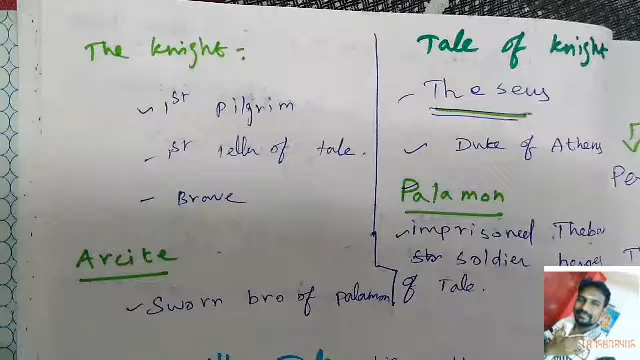 The Knight :-
1st pilgrim
1st teller of tale.
Brave
Arcite
Sworn bro of palamon
Tale of knight
Theseus
Duke of Athens
Palamon
imprisoned
soldier
of Tale.